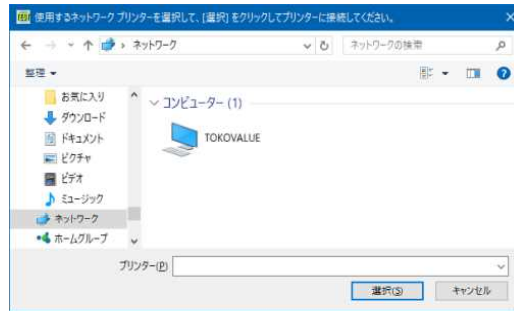 使用するネットワーク プリンターを選択して、[選択] をクリックしてプリンターに接続してください。
ネットワーク
ネットワークの検索
整理
お気に入り
ダウンロード
ドキュメント
ピクチャ
ビデオ
ミュージック
ネットワーク
ホームグループ
コンピューター (1)
TOKOVALUE
プリンター(P)
選択(S)
キャンセル